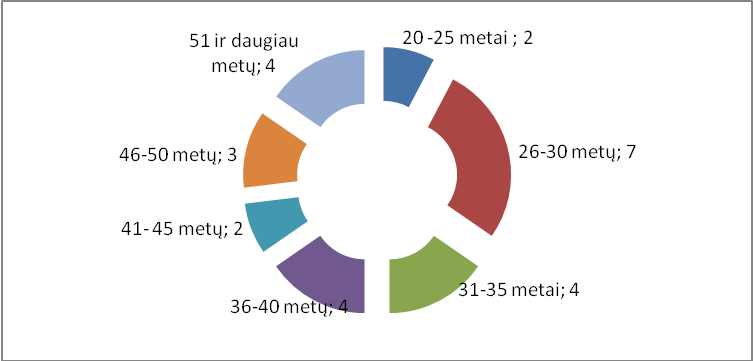 20 -25 metai ; 2
26-30 metų; 7
31-35 metai; 4
36-40 metų; 4
41- 45 metų; 2
46-50 metų; 3
51 ir daugiau
metų; 4